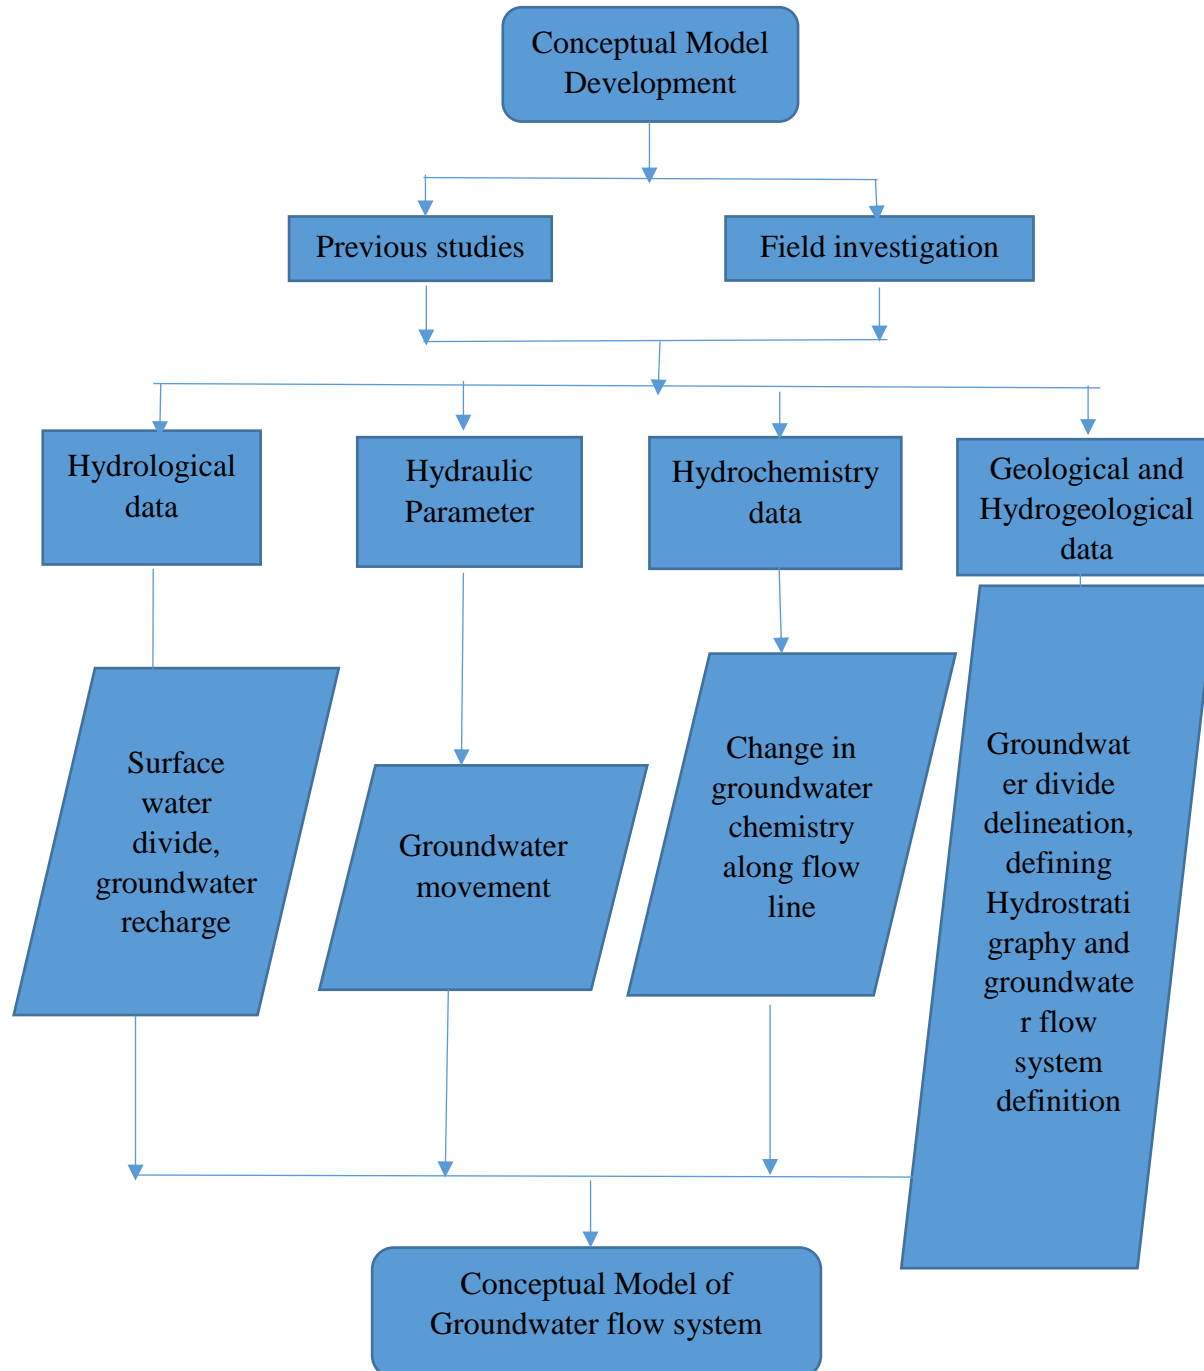 Conceptual Model
Development
Previous studies
Field investigation
Hydrological
data
Hydraulic
Parameter
Hydrochemistry
data
Geological and
Hydrogeological
data
Surface
water
divide,
groundwater
recharge
Groundwater
movement
Change in
groundwater
chemistry
along flow
line
Groundwat
er divide
delineation,
defining
Hydrostrati
graphy and
groundwate
r flow
system
definition
Conceptual Model of
Groundwater flow system